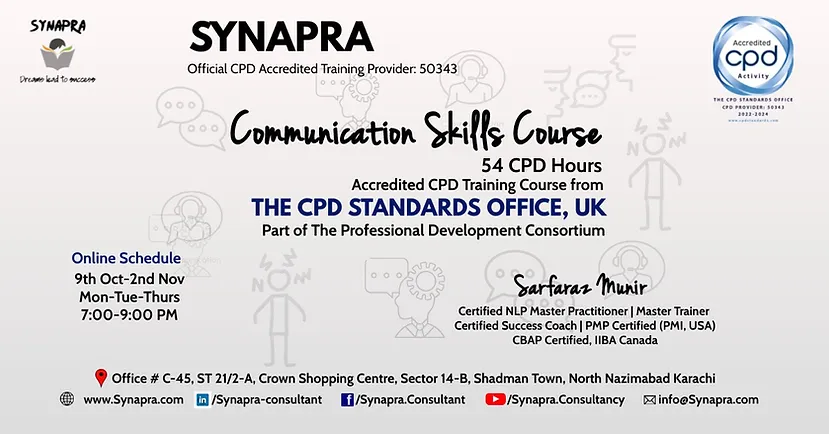 SYNAPRA
Dreams lead to success
SYNAPRA
Official CPD Accredited Training Provider: 50343
Accredited
cpd
Activity
THE CPD STANDARDS OFFICE
CPD PROVIDER: 50343
2022-2024
www.cpdstandards.com
Communication Skills Course
54 CPD Hours
Accredited CPD Training Course from
THE CPD STANDARDS OFFICE, UK
Part of The Professional Development Consortium
Online Schedule
9th Oct-2nd Nov
Mon-Tue-Thurs
7:00-9:00 PM
Sarfaraz Munir
Certified NLP Master Practitioner | Master Trainer
Certified Success Coach | PMP Certified (PMI, USA)
CBAP Certified, IIBA Canada
Office # C-45, ST 21/2-A, Crown Shopping Centre, Sector 14-B, Shadman Town, North Nazimabad Karachi
www.Synapra.com in /Synapra-consultant f /Synapra.Consultant /Synapra.Consultancy info@Synapra.com